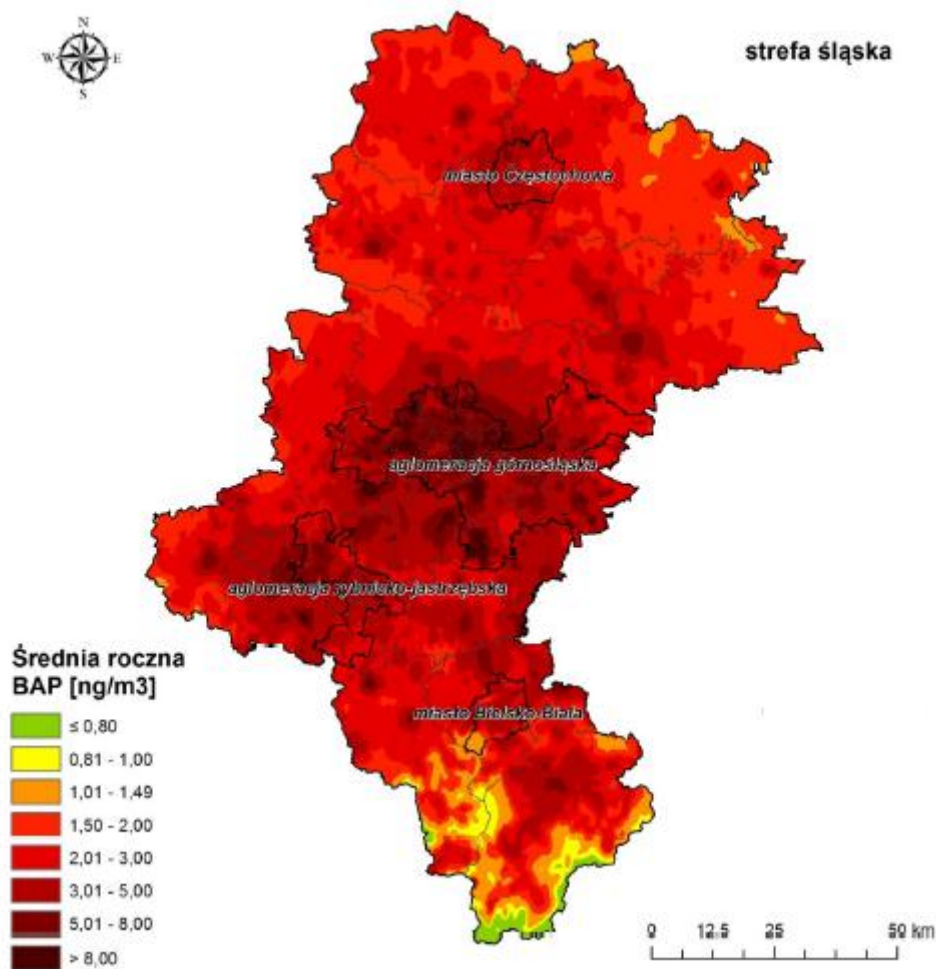 N
W E
S
strefa śląska
miasto Częstochowa
aglomeracja górnośląska
aglomeracja rybnicko-jastrzębska
miasto Bielsko-Biała
Średnia roczna
BAP [ng/m3]
≤ 0,80
0,81 - 1,00
1,01 - 1,49
1,50 - 2,00
2,01 - 3,00
3,01 - 5,00
5,01 - 8,00
> 8,00
0 12.5 25 50 km